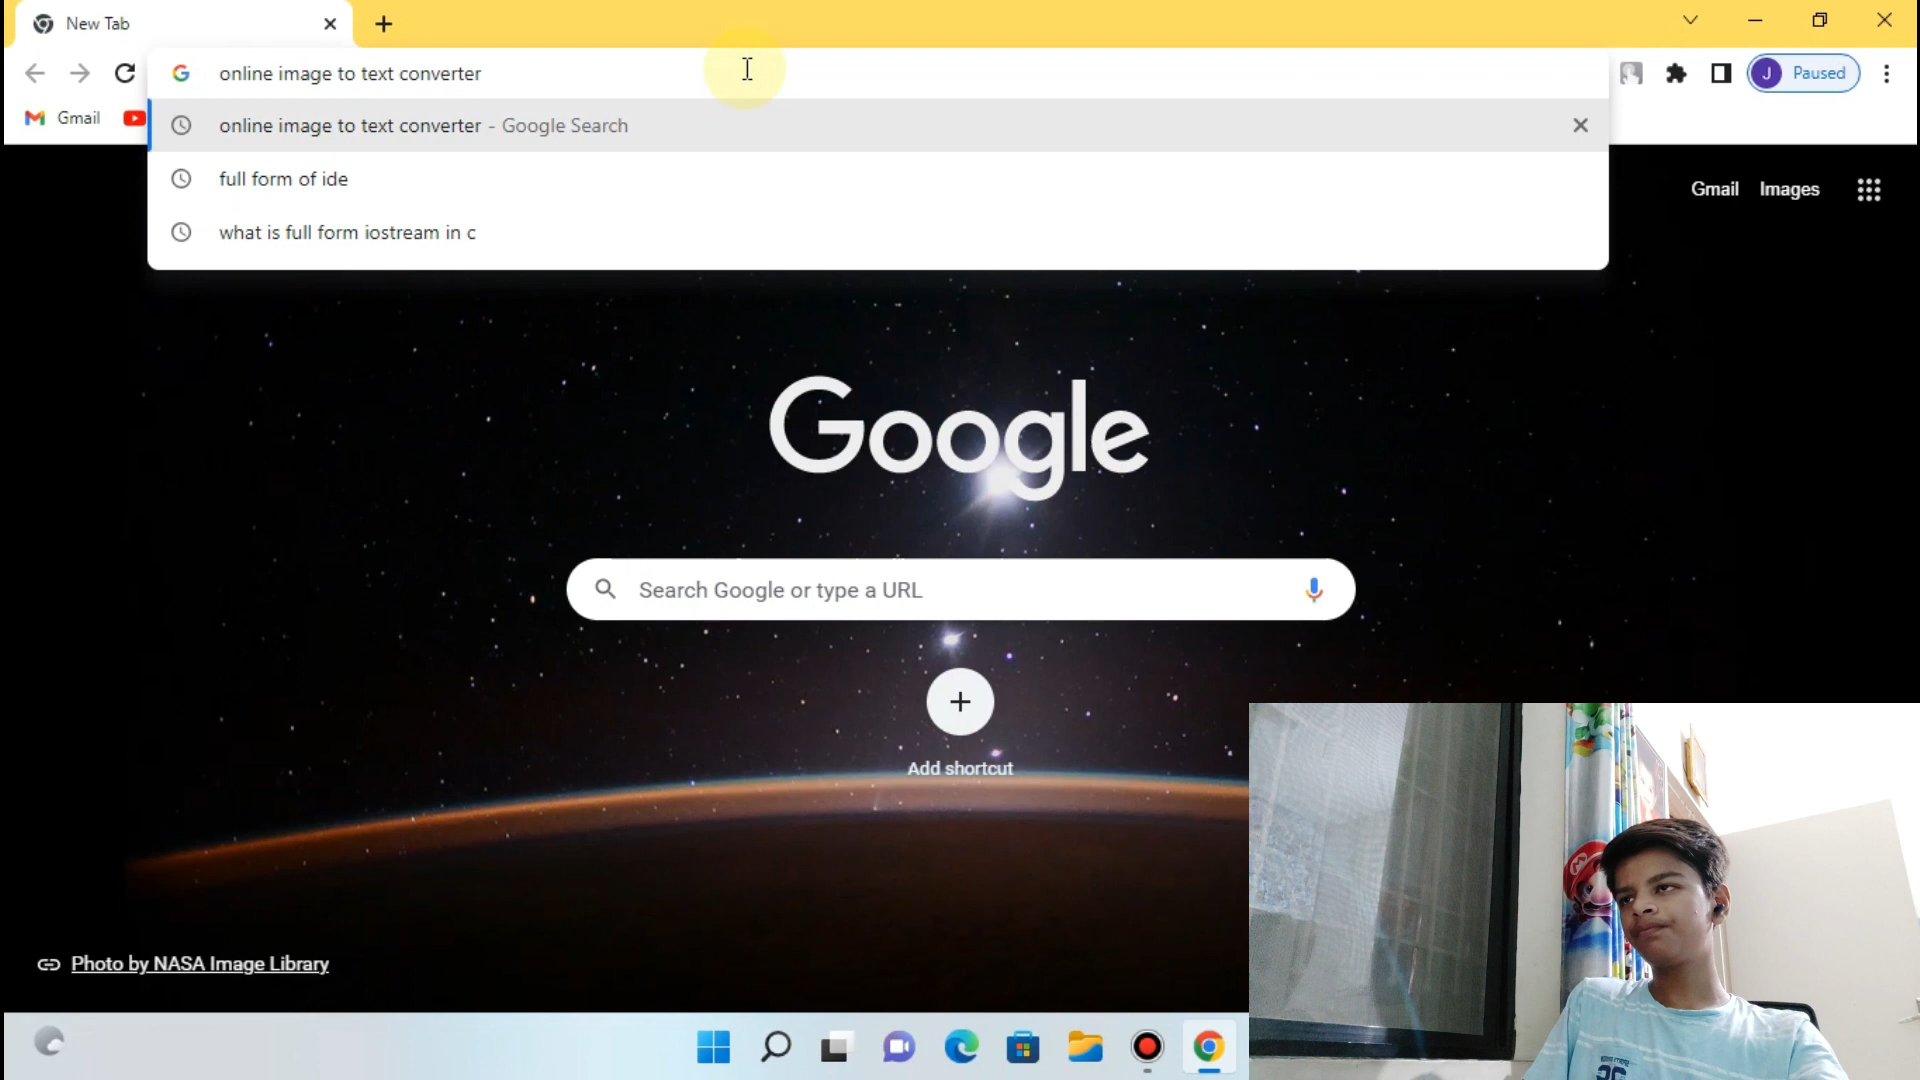 New Tab
online image to text converter
Gmail
online image to text converter - Google Search
full form of ide
what is full form iostream in c
J Paused
Gmail Images
Google
Search Google or type a URL
Add shortcut
Photo by NASA Image Library